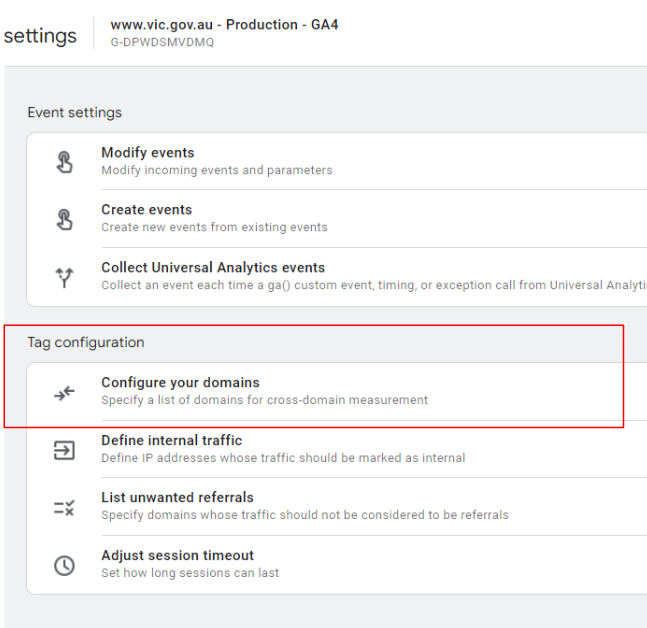 settings
www.vic.gov.au - Production - GA4
G-DPWDSMVDMQ
Event settings
Modify events
Modify incoming events and parameters
Create events
Create new events from existing events
Collect Universal Analytics events
Collect an event each time a ga() custom event, timing, or exception call from Universal
Tag configuration
Configure your domains
Specify a list of domains for cross-domain measurement
Define internal traffic
Define IP addresses whose traffic should be marked as internal
List unwanted referrals
Specify domains whose traffic should not be considered to be referrals
Adjust session timeout
Set how long sessions can last